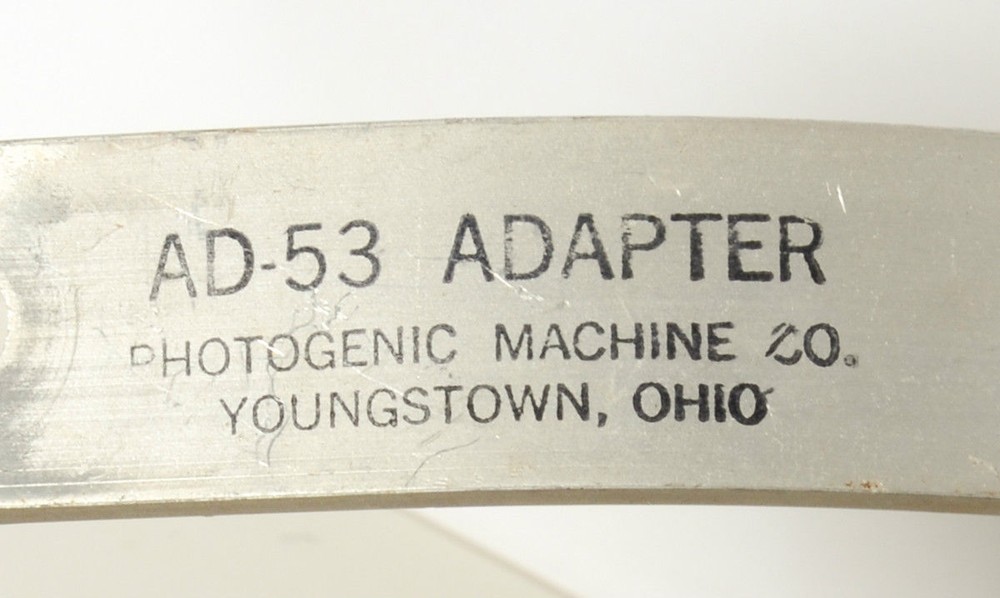 AD-53 ADAPTER
PHOTOGENIC MACHINE CO.
YOUNGSTOWN, OHIO